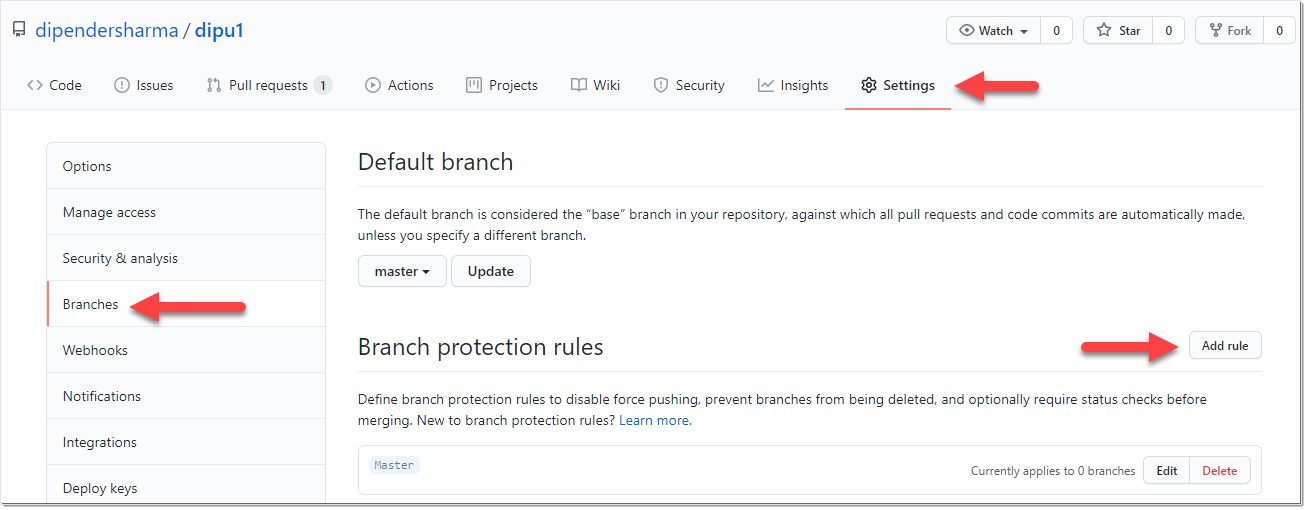 dipendersharma / dipu1
Watch 0 Star 0 Fork 0
Code Issues Pull requests 1 Actions Projects Wiki Security Insights Settings
Options
Manage access
Security & analysis
Branches
Webhooks
Notifications
Integrations
Deploy keys
Default branch
The default branch is considered the “base” branch in your repository, against which all pull requests and code commits are automatically made,
unless you specify a different branch.
master Update
Branch protection rules Add rule
Define branch protection rules to disable force pushing, prevent branches from being deleted, and optionally require status checks before
merging. New to branch protection rules? Learn more.
Master Currently applies to 0 branches Edit Delete